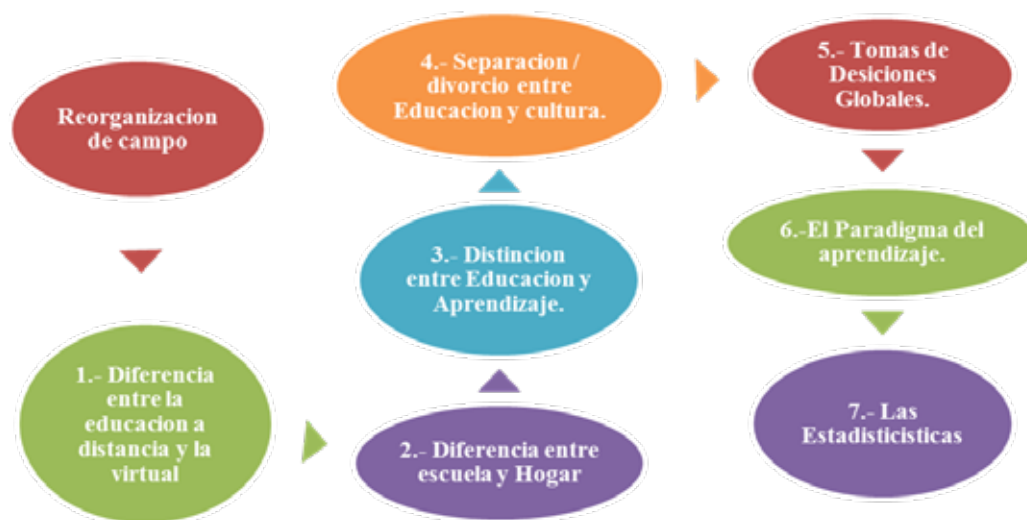 Reorganizacion
de campo
1.- Diferencia
entre la
educacion a
distancia y la
virtual
2.- Diferencia entre
escuela y Hogar
3.- Distincion
entre Educacion y
Aprendizaje.
4.- Separacion /
divorcio entre
Educacion y cultura.
5.- Tomas de
Desiciones
Globales.
6.-El Paradigma del
aprendizaje.
7.- Las
Estadisticisticas